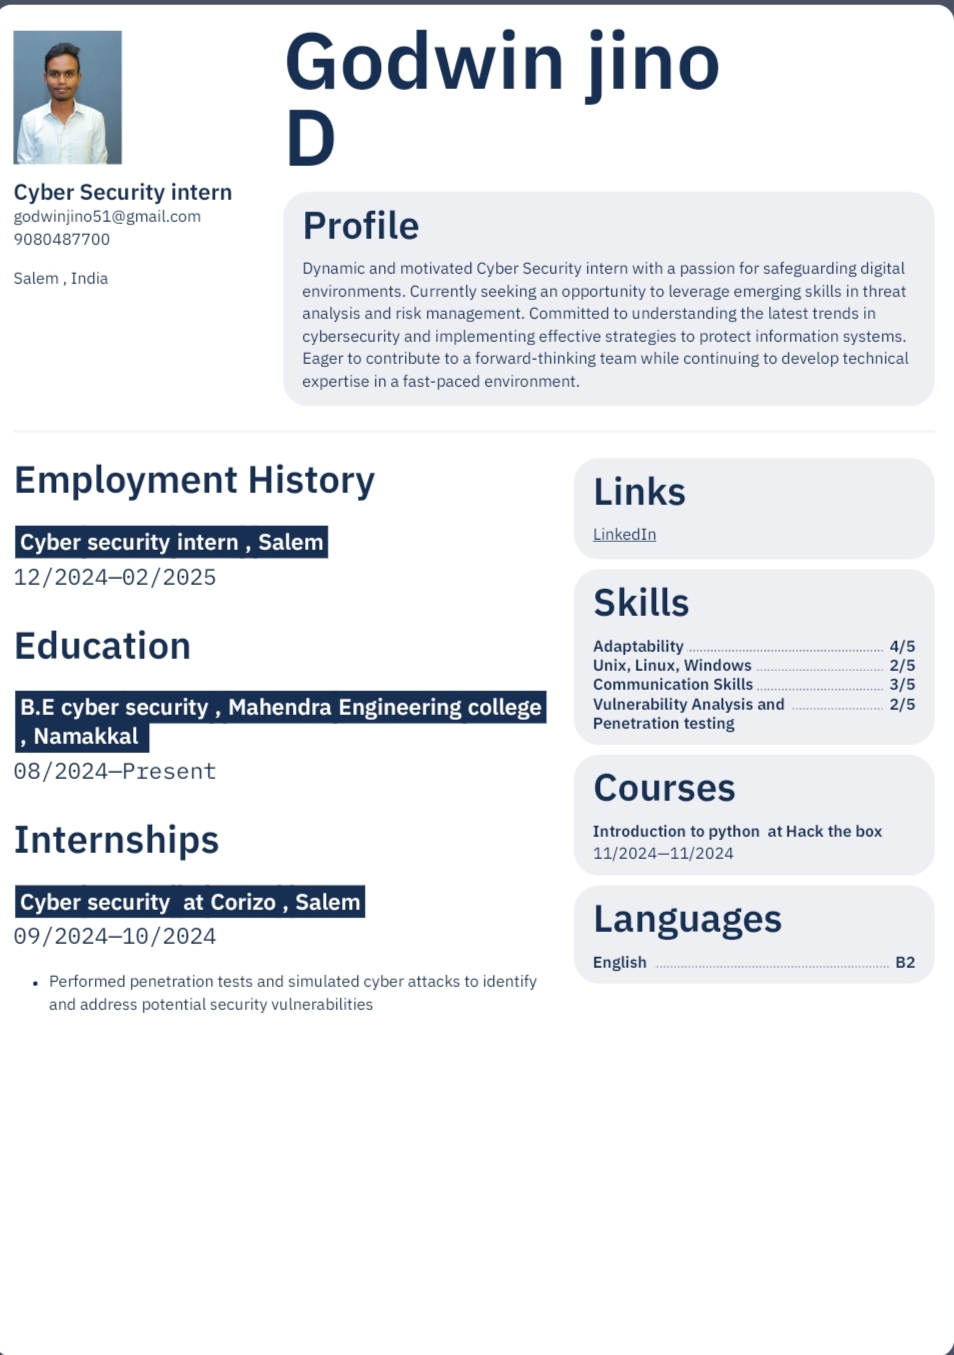 Godwin jino
D
Cyber Security intern
godwinjino51@gmail.com
9080487700
Salem , India
Profile
Dynamic and motivated Cyber Security intern with a passion for safeguarding digital
environments. Currently seeking an opportunity to leverage emerging skills in threat
analysis and risk management. Committed to understanding the latest trends in
cybersecurity and implementing effective strategies to protect information systems.
Eager to contribute to a forward-thinking team while continuing to develop technical
expertise in a fast-paced environment.
Employment History
Cyber security intern , Salem
12/2024—02/2025
Education
B.E cyber security , Mahendra Engineering college
, Namakkal
08/2024—Present
Internships
Cyber security  at Corizo , Salem
09/2024—10/2024
• Performed penetration tests and simulated cyber attacks to identify
and address potential security vulnerabilities
Links
LinkedIn
Skills
Adaptability 4/5
Unix, Linux, Windows 2/5
Communication Skills 3/5
Vulnerability Analysis and 2/5
Penetration testing
Courses
Introduction to python  at Hack the box
11/2024—11/2024
Languages
English B2